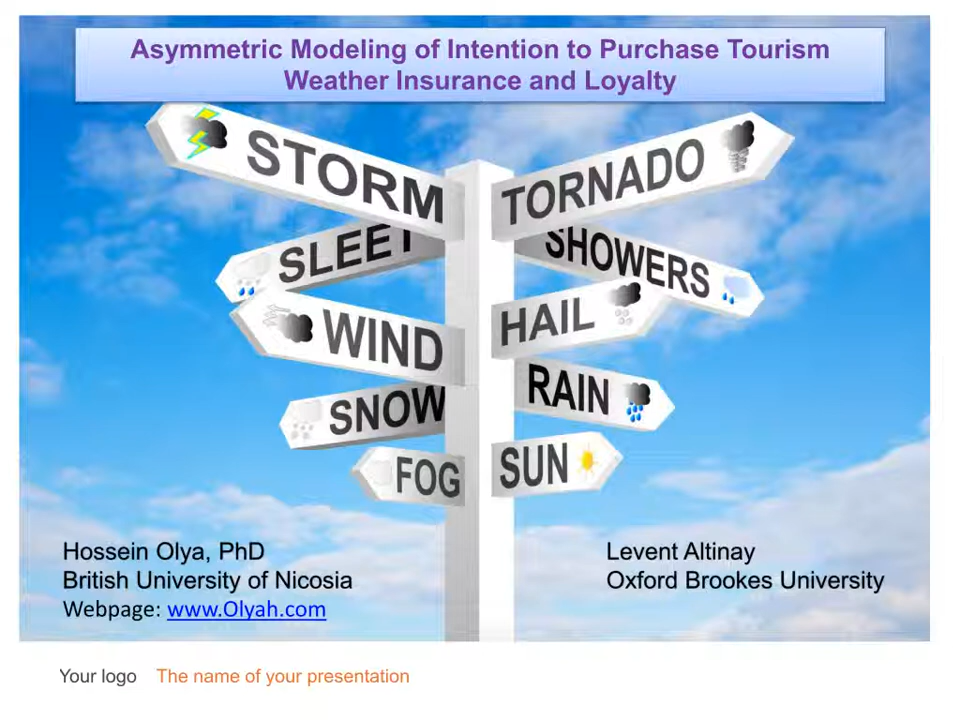 Asymmetric Modeling of Intention to Purchase Tourism
Weather Insurance and Loyalty
STORM
TORNADO
SLEET
SHOWERS
WIND
HAIL
SNOW
RAIN
FOG
SUN
Hossein Olya, PhD
British University of Nicosia
Webpage: www.Olyah.com
Levent Altinay
Oxford Brookes University
Your logo The name of your presentation